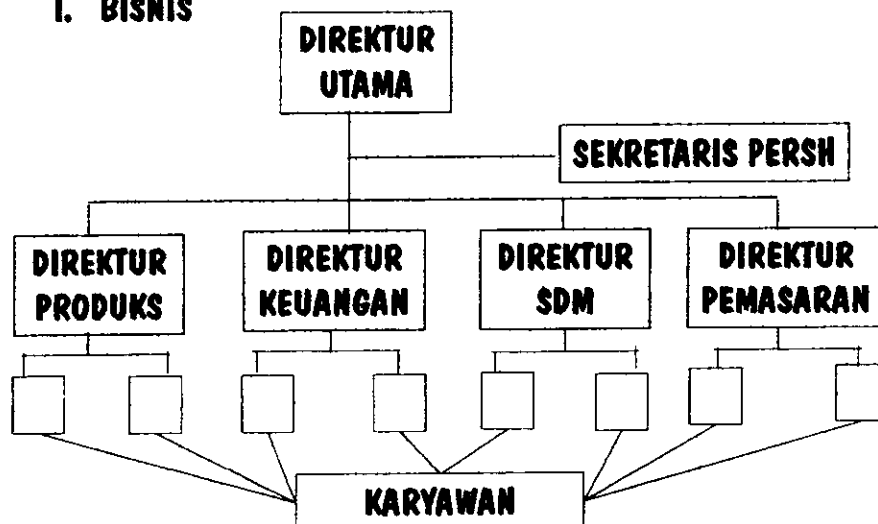 I. BISNIS
DIREKTUR
UTAMA
SEKRETARIS PERSH
DIREKTUR
PRODUKS
DIREKTUR
KEUANGAN
DIREKTUR
SDM
DIREKTUR
PEMASARAN
KARYAWAN